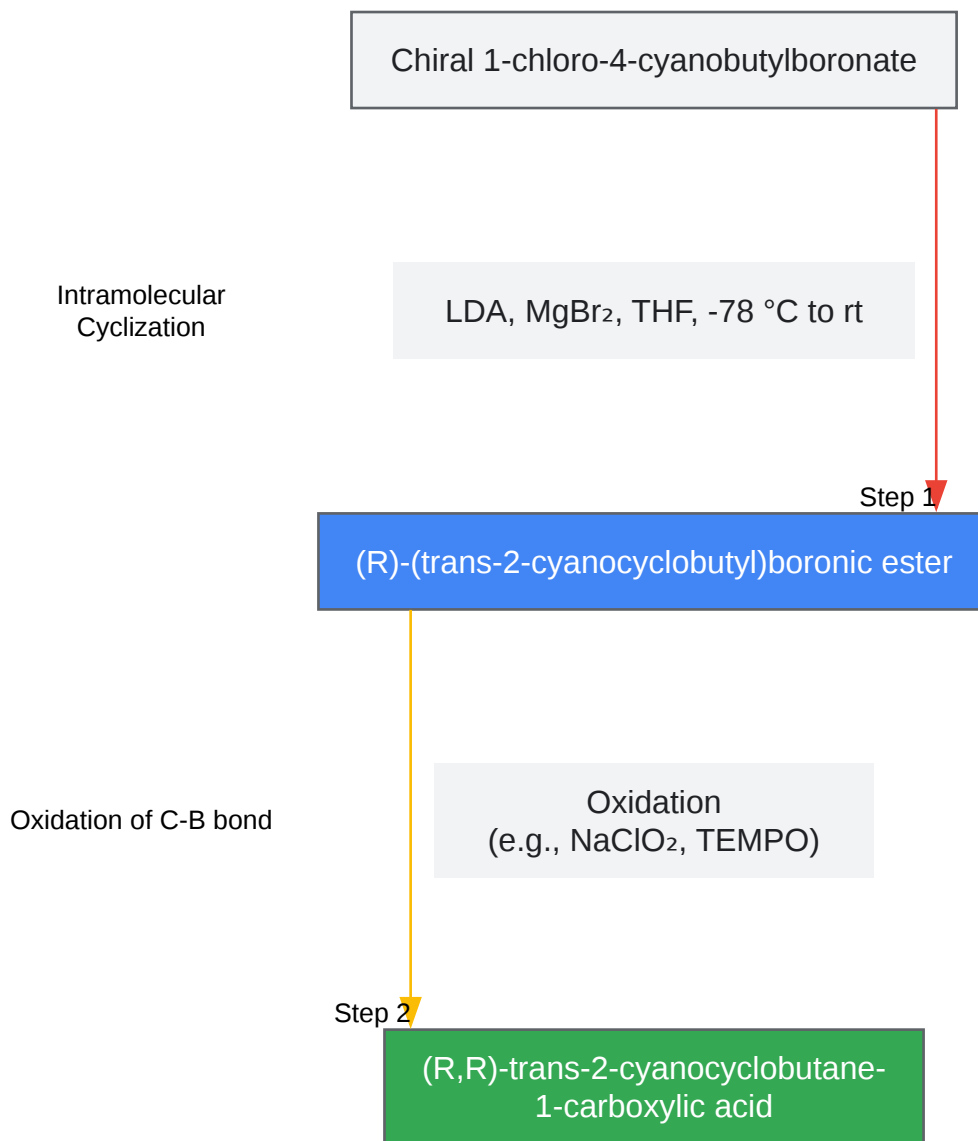 Chiral 1-chloro-4-cyanobutylboronate
Intramolecular
Cyclization
LDA, MgBr₂, THF, -78 °C to rt
Step 1
(R)-(trans-2-cyanocyclobutyl)boronic ester
Oxidation of C-B bond
Oxidation
(e.g., NaClO₂, TEMPO)
Step 2
(R,R)-trans-2-cyanocyclobutane-
1-carboxylic acid